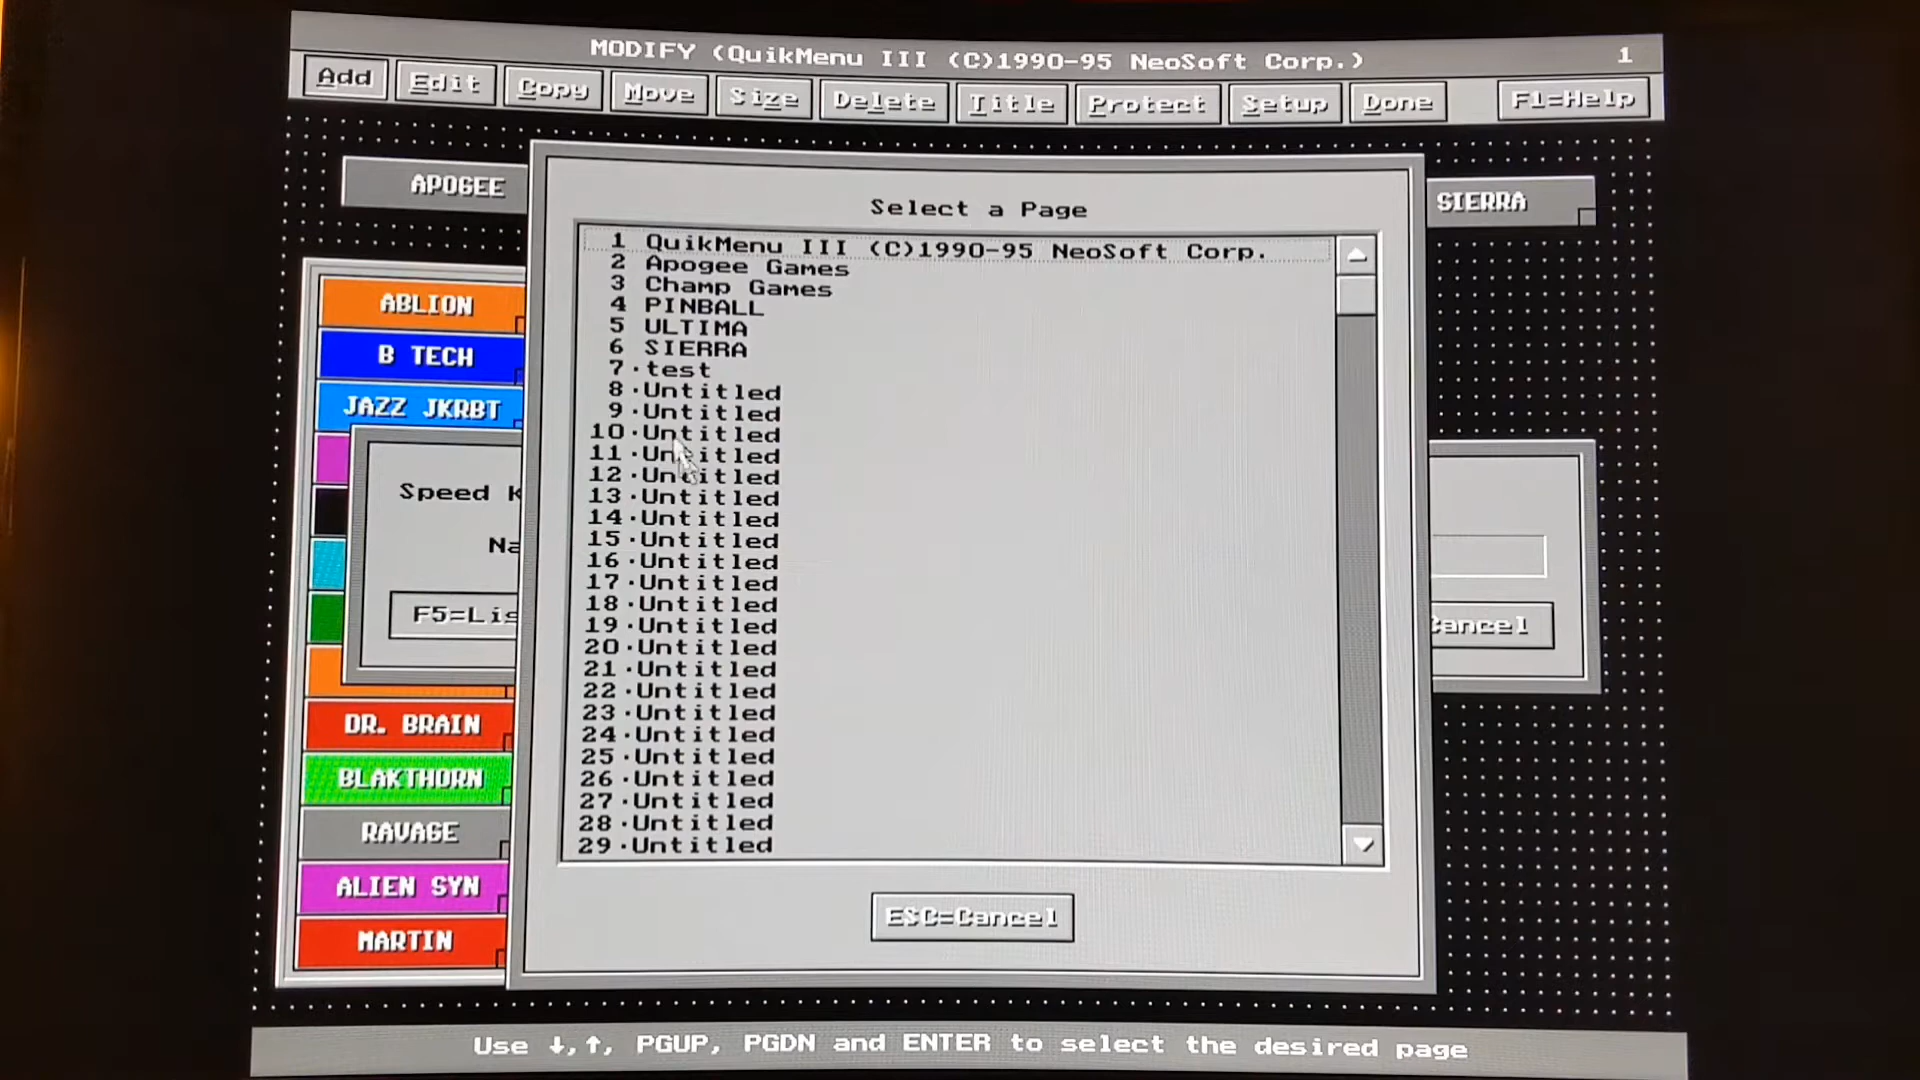 MODIFY (QuikMenu III (C)1990-95 NeoSoft Corp.) 1
Add Edit Copy Move Size Delete Title Protect Setup Done F1=Help
APOGEE
SIERRA
ABLION
B TECH
JAZZ JKRBT
Speed K
Na
F5=Lis
Cancel
DR. BRAIN
BLAKTHORN
RAVAGE
ALIEN SYN
MARTIN
Select a Page
1 QuikMenu III (C)1990-95 NeoSoft Corp.
2 Apogee Games
3 Champ Games
4 PINBALL
5 ULTIMA
6 SIERRA
7·test
8·Untitled
9·Untitled
10·Untitled
11·Untitled
12·Untitled
13·Untitled
14·Untitled
15·Untitled
16·Untitled
17·Untitled
18·Untitled
19·Untitled
20·Untitled
21·Untitled
22·Untitled
23·Untitled
24·Untitled
25·Untitled
26·Untitled
27·Untitled
28·Untitled
29·Untitled
ESC=Cancel
Use ↓,↑, PGUP, PGDN and ENTER to select the desired page